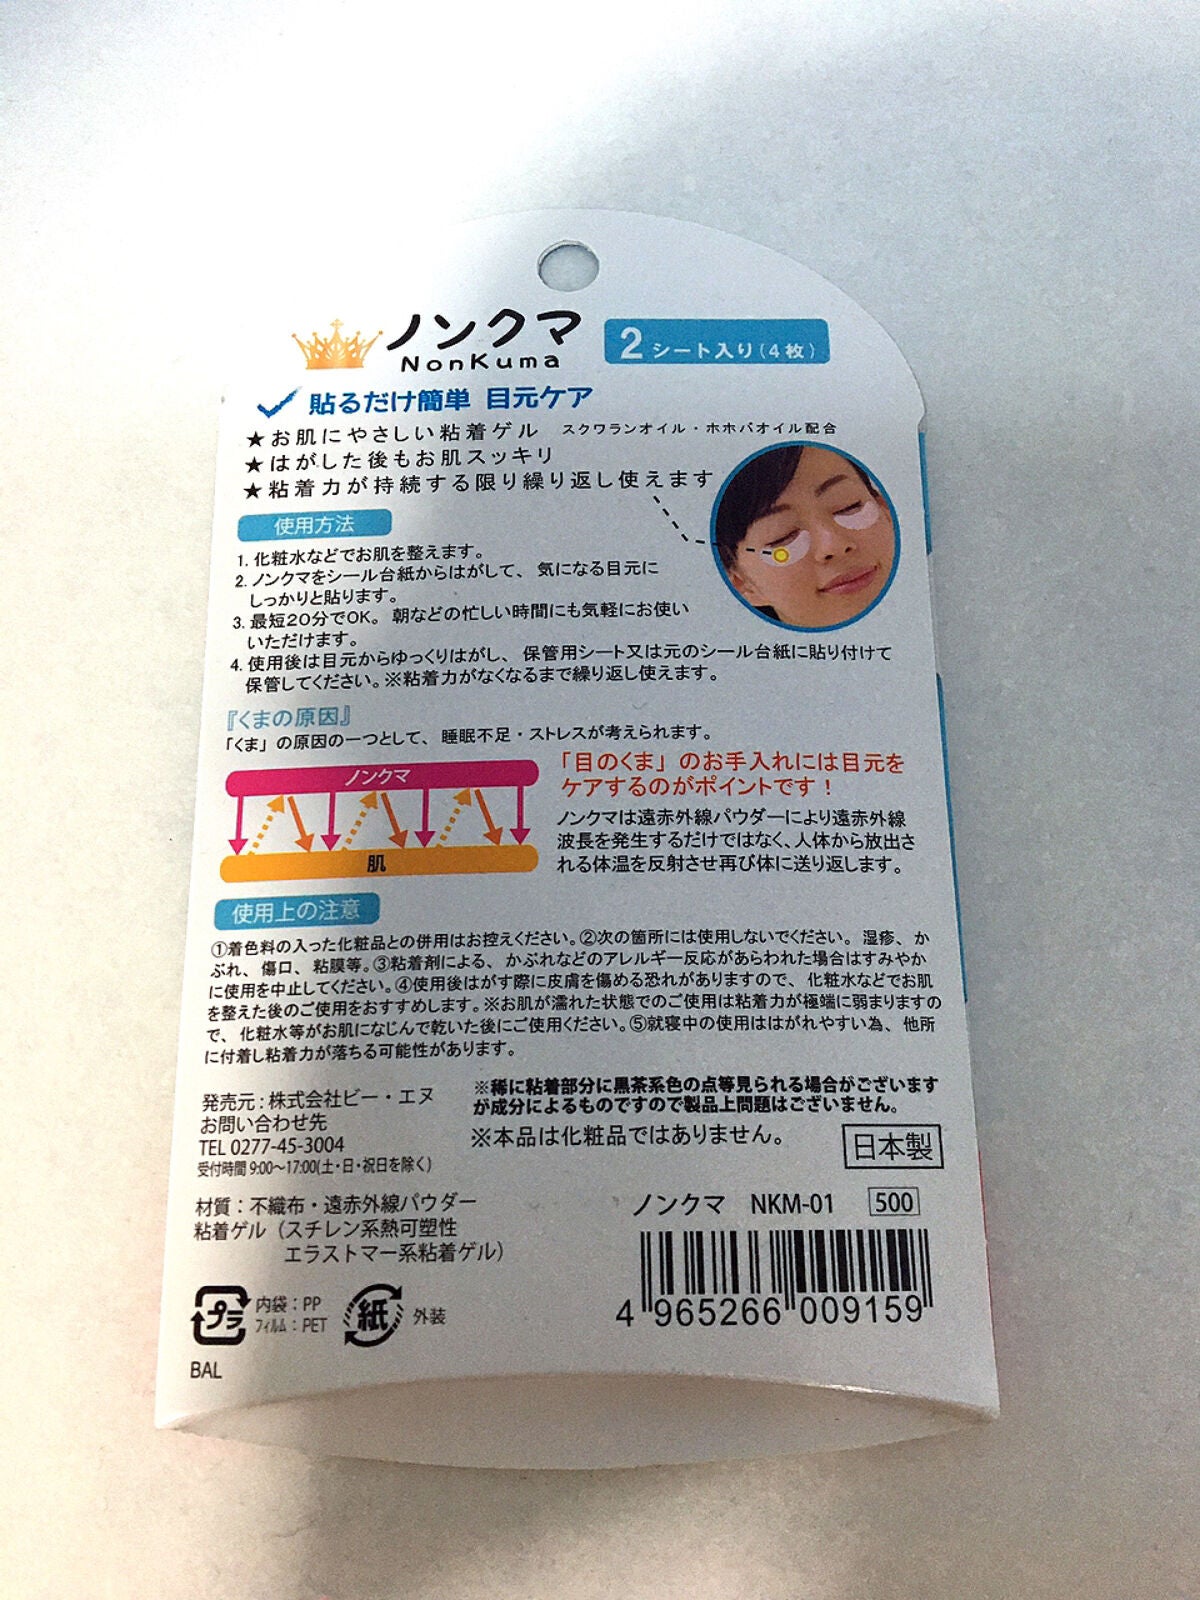 ノンクマ
NonKuma
2シート入り(4枚)
貼るだけ簡単 目元ケア
★お肌にやさしい粘着ゲル スクワランオイル・ホホバオイル配合
★はがした後もお肌スッキリ
★粘着力が持続する限り繰り返し使えます
使用方法
1. 化粧水などでお肌を整えます。
2. ノンクマをシール台紙からはがして、気になる目元に
しっかりと貼ります。
3. 最短20分でOK。朝などの忙しい時間にも気軽にお使い
いただけます。
4. 使用後は目元からゆっくりはがし、保管用シート又は元のシール台紙に貼り付けて
保管してください。※粘着力がなくなるまで繰り返し使えます。
『くまの原因』
「くま」の原因の一つとして、睡眠不足・ストレスが考えられます。
ノンクマ
肌
「目のくま」のお手入れには目元を
ケアするのがポイントです！
ノンクマは遠赤外線パウダーにより遠赤外線
波長を発生するだけではなく、人体から放出さ
れる体温を反射させ再び体に送り返します。
使用上の注意
①着色料の入った化粧品との併用はお控えください。②次の箇所には使用しないでください。湿疹、か
ぶれ、傷口、粘膜等。③粘着剤による、かぶれなどのアレルギー反応があらわれた場合はすみやか
に使用を中止してください。④使用後はがす際に皮膚を傷める恐れがありますので、化粧水などでお肌
を整えた後のご使用をおすすめします。※お肌が濡れた状態でのご使用は粘着力が極端に弱まりますの
で、化粧水等がお肌になじんで乾いた後にご使用ください。⑤就寝中の使用ははがれやすい為、他所
に付着し粘着力が落ちる可能性があります。
発売元：株式会社ビー・エヌ
お問い合わせ先
TEL 0277-45-3004
受付時間 9:00〜17:00(土・日・祝日を除く)
※稀に粘着部分に黒茶系色の点等見られる場合がございます
が成分によるものですので製品上問題はございません。
※本品は化粧品ではありません。
日本製
材質：不織布・遠赤外線パウダー
粘着ゲル（スチレン系熱可塑性
エラストマー系粘着ゲル）
ノンクマ NKM-01 500
4 965266 009159
プラ
内袋：PP
フィルム：PET
紙
外装
BAL